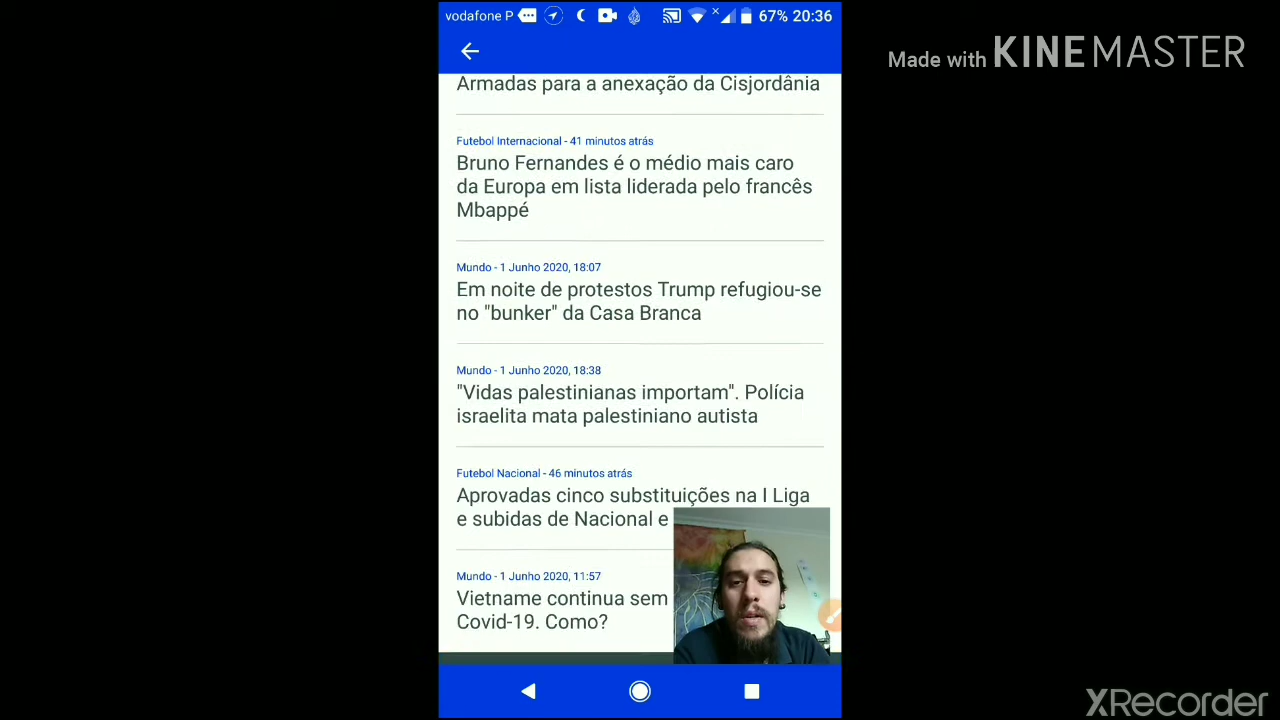 vodafone P
67% 20:36
Made with KINEMASTER
Armadas para a anexação da Cisjordânia
Futebol Internacional - 41 minutos atrás
Bruno Fernandes é o médio mais caro
da Europa em lista liderada pelo francês
Mbappé
Mundo - 1 Junho 2020, 18:07
Em noite de protestos Trump refugiou-se
no "bunker" da Casa Branca
Mundo - 1 Junho 2020, 18:38
"Vidas palestinianas importam". Polícia
israelita mata palestiniano autista
Futebol Nacional - 46 minutos atrás
Aprovadas cinco substituições na I Liga
e subidas de Nacional e
Mundo - 1 Junho 2020, 11:57
Vietname continua sem
Covid-19. Como?
XRecorder